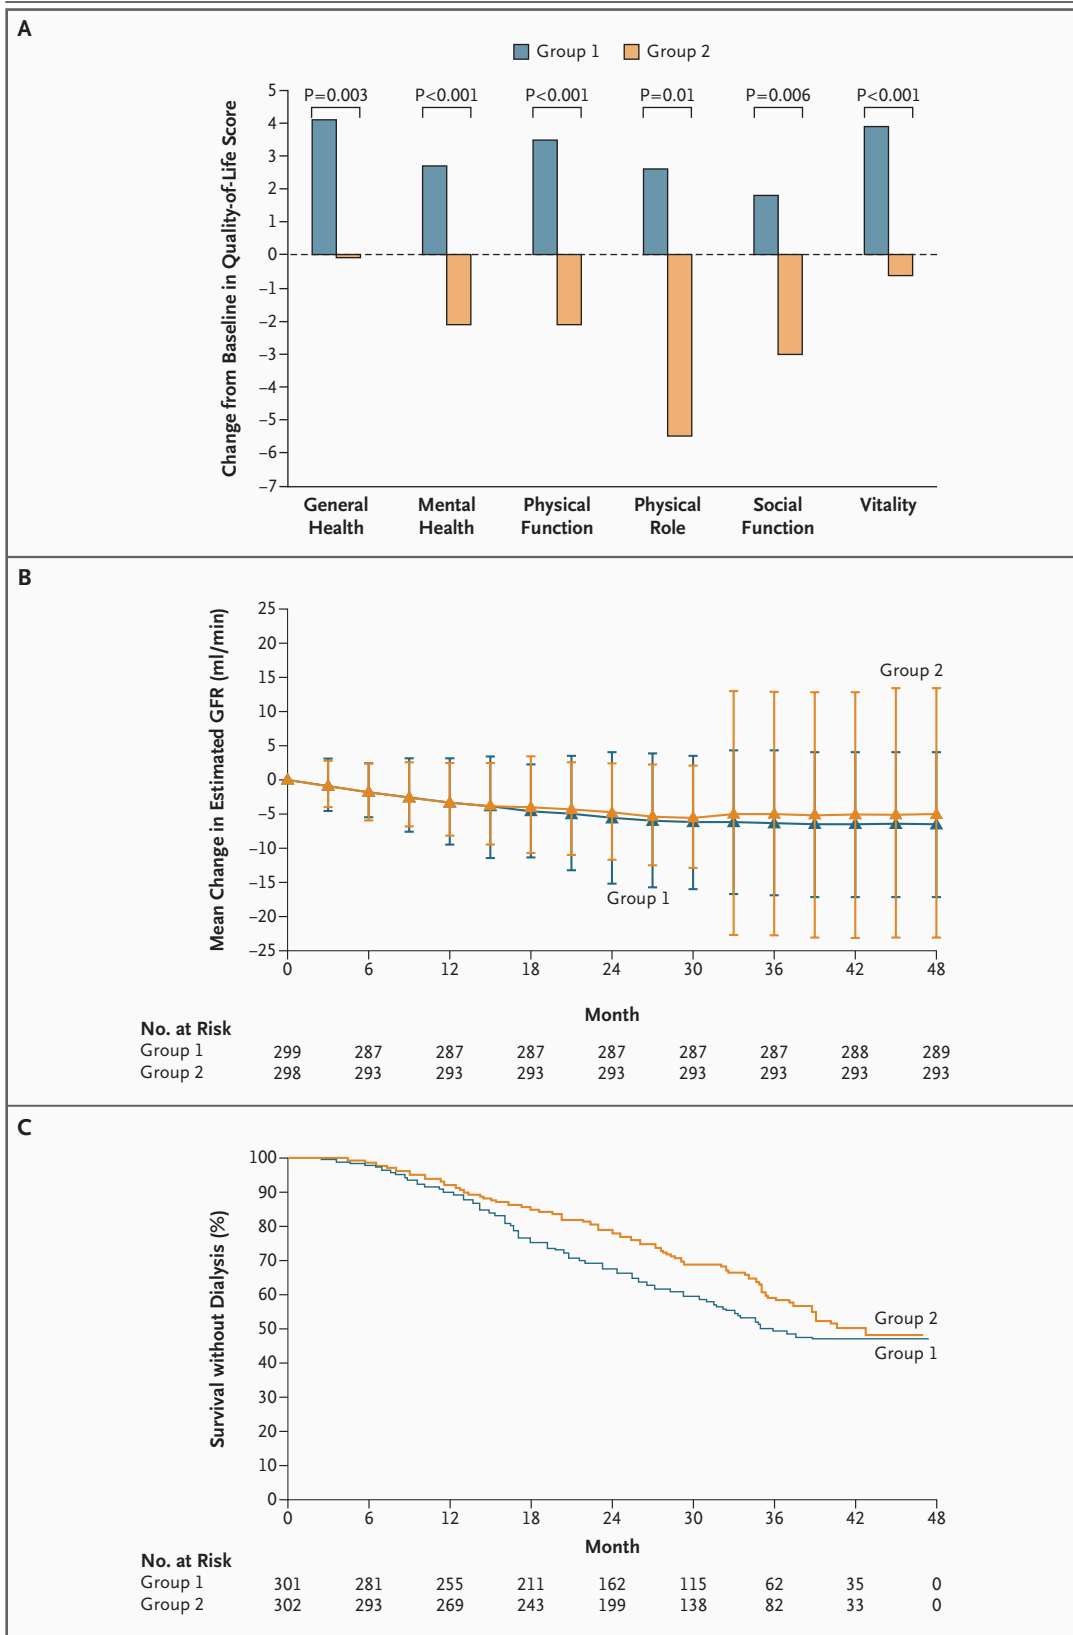 A
Group 1 Group 2
Change from Baseline in Quality-of-Life Score
5
4
3
2
1
0
–1
–2
–3
–4
–5
–6
–7
P=0.003 P<0.001 P<0.001 P=0.01 P=0.006 P<0.001
General Mental Physical Physical Social Vitality
Health Health Function Role Function
B
Mean Change in Estimated GFR (ml/min)
25
20
15
10
5
0
–5
–10
–15
–20
–25
Group 2
Group 1
0 6 12 18 24 30 36 42 48
Month
No. at Risk
Group 1 299 287 287 287 287 287 287 288 289
Group 2 298 293 293 293 293 293 293 293 293
C
Survival without Dialysis (%)
100
90
80
70
60
50
40
30
20
10
0
Group 2
Group 1
0 6 12 18 24 30 36 42 48
Month
No. at Risk
Group 1 301 281 255 211 162 115 62 35 0
Group 2 302 293 269 243 199 138 82 33 0